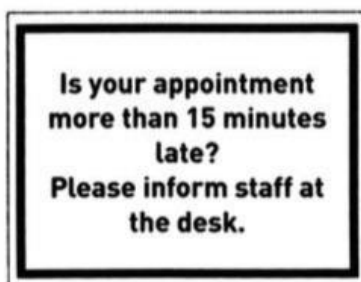 Is your appointment
more than 15 minutes
late?
Please inform staff at
the desk.